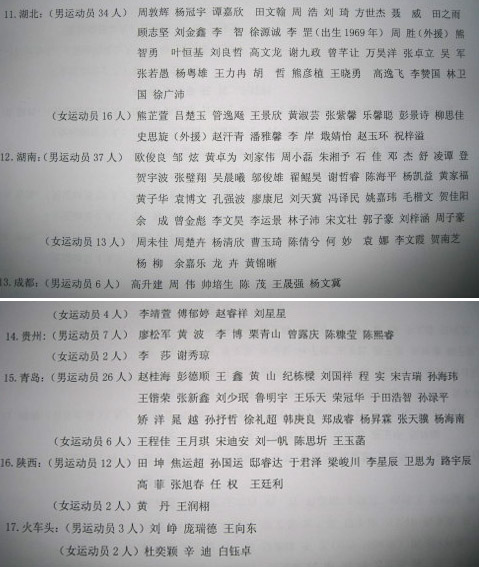 11.湖北:(男运动员 34 人) 周敦辉 杨冠宇 谭嘉欣 田文翰 周 浩 刘 琦 方世杰 聂 威 田之雨
顾志坚 刘金鑫 李 智 徐源诚 李 罡(出生1969年) 周 胜(外援) 熊
智勇 叶恒基 刘良哲 高文龙 谢九政 曾芊让 万昊洋 张卓立 吴 军
张若愚 杨粤雄 王力冉 胡 哲 熊彦植 王晓勇 高逸飞 李赞国 林卫
国 徐广沛
(女运动员 16 人) 熊芷萱 吕楚玉 管逸飏 王景欣 黄淑芸 张紫馨 乐馨聪 彭景诗 柳思佳
史思旋(外援) 赵汗青 潘雅馨 李 岸 戢婧怡 赵玉环 祝梓溢
12.湖南:(男运动员 37 人) 欧俊良 邹 炫 黄卓为 刘家伟 周小磊 朱湘予 石 佳 邓 杰 舒 凌谭 登
贺宇波 张璧翔 吴晨曦 邬俊雄 翟鲲昊 谢哲睿 陈海平 杨凯益 黄家福
黄子华 袁博文 孔强波 廖康尼 刘天冀 冯译民 姚嘉玮 毛楷文 贺佳阳
余 成 曾金彪 李文昊 李运景 林子沛 宋文壮 郭子豪 刘梓涵 周子豪
(女运动员 13 人) 周未佳 周楚卉 杨清欣 曹玉琦 陈倩兮 何 妙 袁 娜 李文霞 贺南芝
杨 柳 余嘉乐 龙 卉 黄锦晰
13.成都:(男运动员 6 人) 高升建 周 伟 帅培生 陈 茂 王晟强 杨文冀
(女运动员 4 人) 李靖萱 傅郁婷 赵睿祥 刘星星
14.贵州:(男运动员 7 人) 廖松军 黄 波 李 博 栗青山 曾露庆 陈糠莹 陈熙睿
(女运动员 2 人) 李 莎 谢秀琼
15.青岛:(男运动员 26 人) 赵桂海 彭德顺 王 鑫 黄 山 纪栋樑 刘国祥 程 实 宋吉瑞 孙海玮
王锴荣 张新鑫 刘少珉 鲁明宇 王乐天 荣冠华 于田浩智 孙绿平
矫 洋 晁 越 孙抒哲 徐礼超 韩庚良 郑成睿 杨昇霖 张天骥 杨海南
(女运动员 6 人) 王程佳 王月琪 宋迪安 刘一帆 陈思圻 王玉菡
16.陕西:(男运动员 12 人) 田 坤 焦运超 孙国运 邸睿达 于君泽 梁峻川 李星辰 卫思为 路宇辰
高 菲 张旭春 任 权 王廷利
(女运动员 2 人) 黄 丹 王润栩
17.火车头:(男运动员 3 人) 刘 峥 庞瑞德 王向东
(女运动员 2 人) 杜奕颖 辛 迪 白钰卓